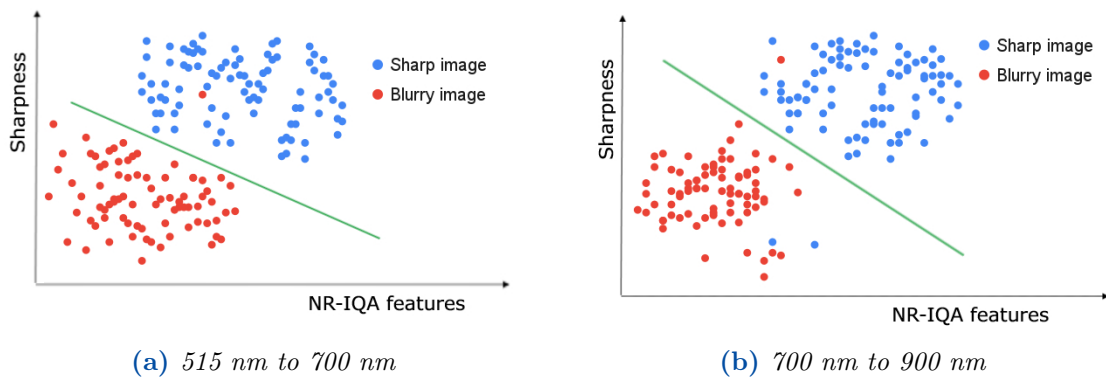 Sharpness
Sharp image
Blurry image
NR-IQA features
(a) 515 nm to 700 nm
Sharpness
Sharp image
Blurry image
NR-IQA features
(b) 700 nm to 900 nm